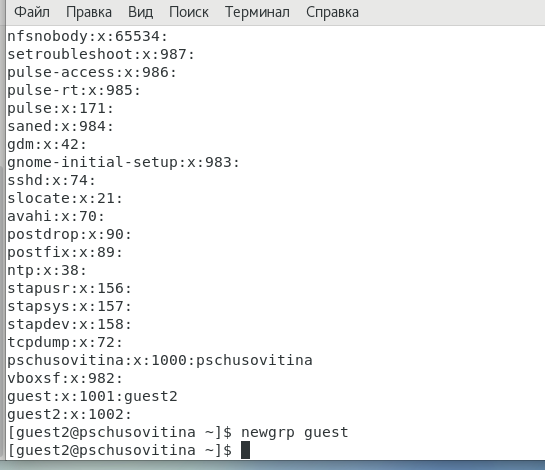 Файл Правка Вид Поиск Терминал Справка
nfsnobody:x:65534:
setroubleshoot:x:987:
pulse-access:x:986:
pulse-rt:x:985:
pulse:x:171:
saned:x:984:
gdm:x:42:
gnome-initial-setup:x:983:
sshd:x:74:
slocate:x:21:
avahi:x:70:
postdrop:x:90:
postfix:x:89:
ntp:x:38:
stapusr:x:156:
stapsys:x:157:
stapdev:x:158:
tcpdump:x:72:
pschusovitina:x:1000:pschusovitina
vboxsf:x:982:
guest:x:1001:guest2
guest2:x:1002:
[guest2@pschusovitina ~]$ newgrp guest
[guest2@pschusovitina ~]$